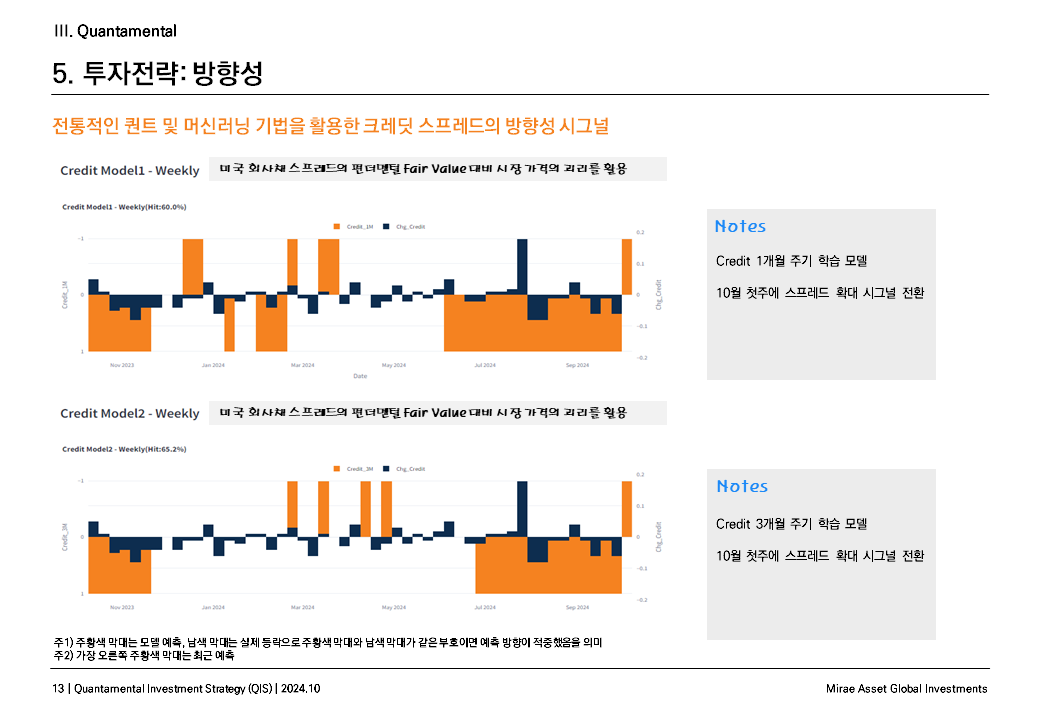 III. Quantamental
5. 투자전략: 방향성
전통적인 퀀트 및 머신러닝 기법을 활용한 크레딧 스프레드의 방향성 시그널
Credit Model1 - Weekly 미국 회사채 스프레드의 펀더멘털 Fair Value 대비 시장 가격의 괴리를 활용
Credit Model1 - Weekly(Hit:60.0%)
Credit_1M Chg_Credit
-1 0.2
0.1
0 0
-0.1
1
-0.2
Credit_1M
Chg_Credit
Nov 2023 Jan 2024 Mar 2024 May 2024 Jul 2024 Sep 2024
Date
Notes
Credit 1개월 주기 학습 모델
10월 첫주에 스프레드 확대 시그널 전환
Credit Model2 - Weekly 미국 회사채 스프레드의 펀더멘털 Fair Value 대비 시장 가격의 괴리를 활용
Credit Model2 - Weekly(Hit:65.2%)
Credit_3M Chg_Credit
-1 0.2
0.1
0 0
-0.1
1
-0.2
Credit_3M
Chg_Credit
Nov 2023 Jan 2024 Mar 2024 May 2024 Jul 2024 Sep 2024
Notes
Credit 3개월 주기 학습 모델
10월 첫주에 스프레드 확대 시그널 전환
주1) 주황색 막대는 모델 예측, 남색 막대는 실제 등락으로 주황색 막대와 남색 막대가 같은 부호이면 예측 방향이 적중했음을 의미
주2) 가장 오른쪽 주황색 막대는 최근 예측
13 | Quantamental Investment Strategy (QIS) | 2024.10
Mirae Asset Global Investments